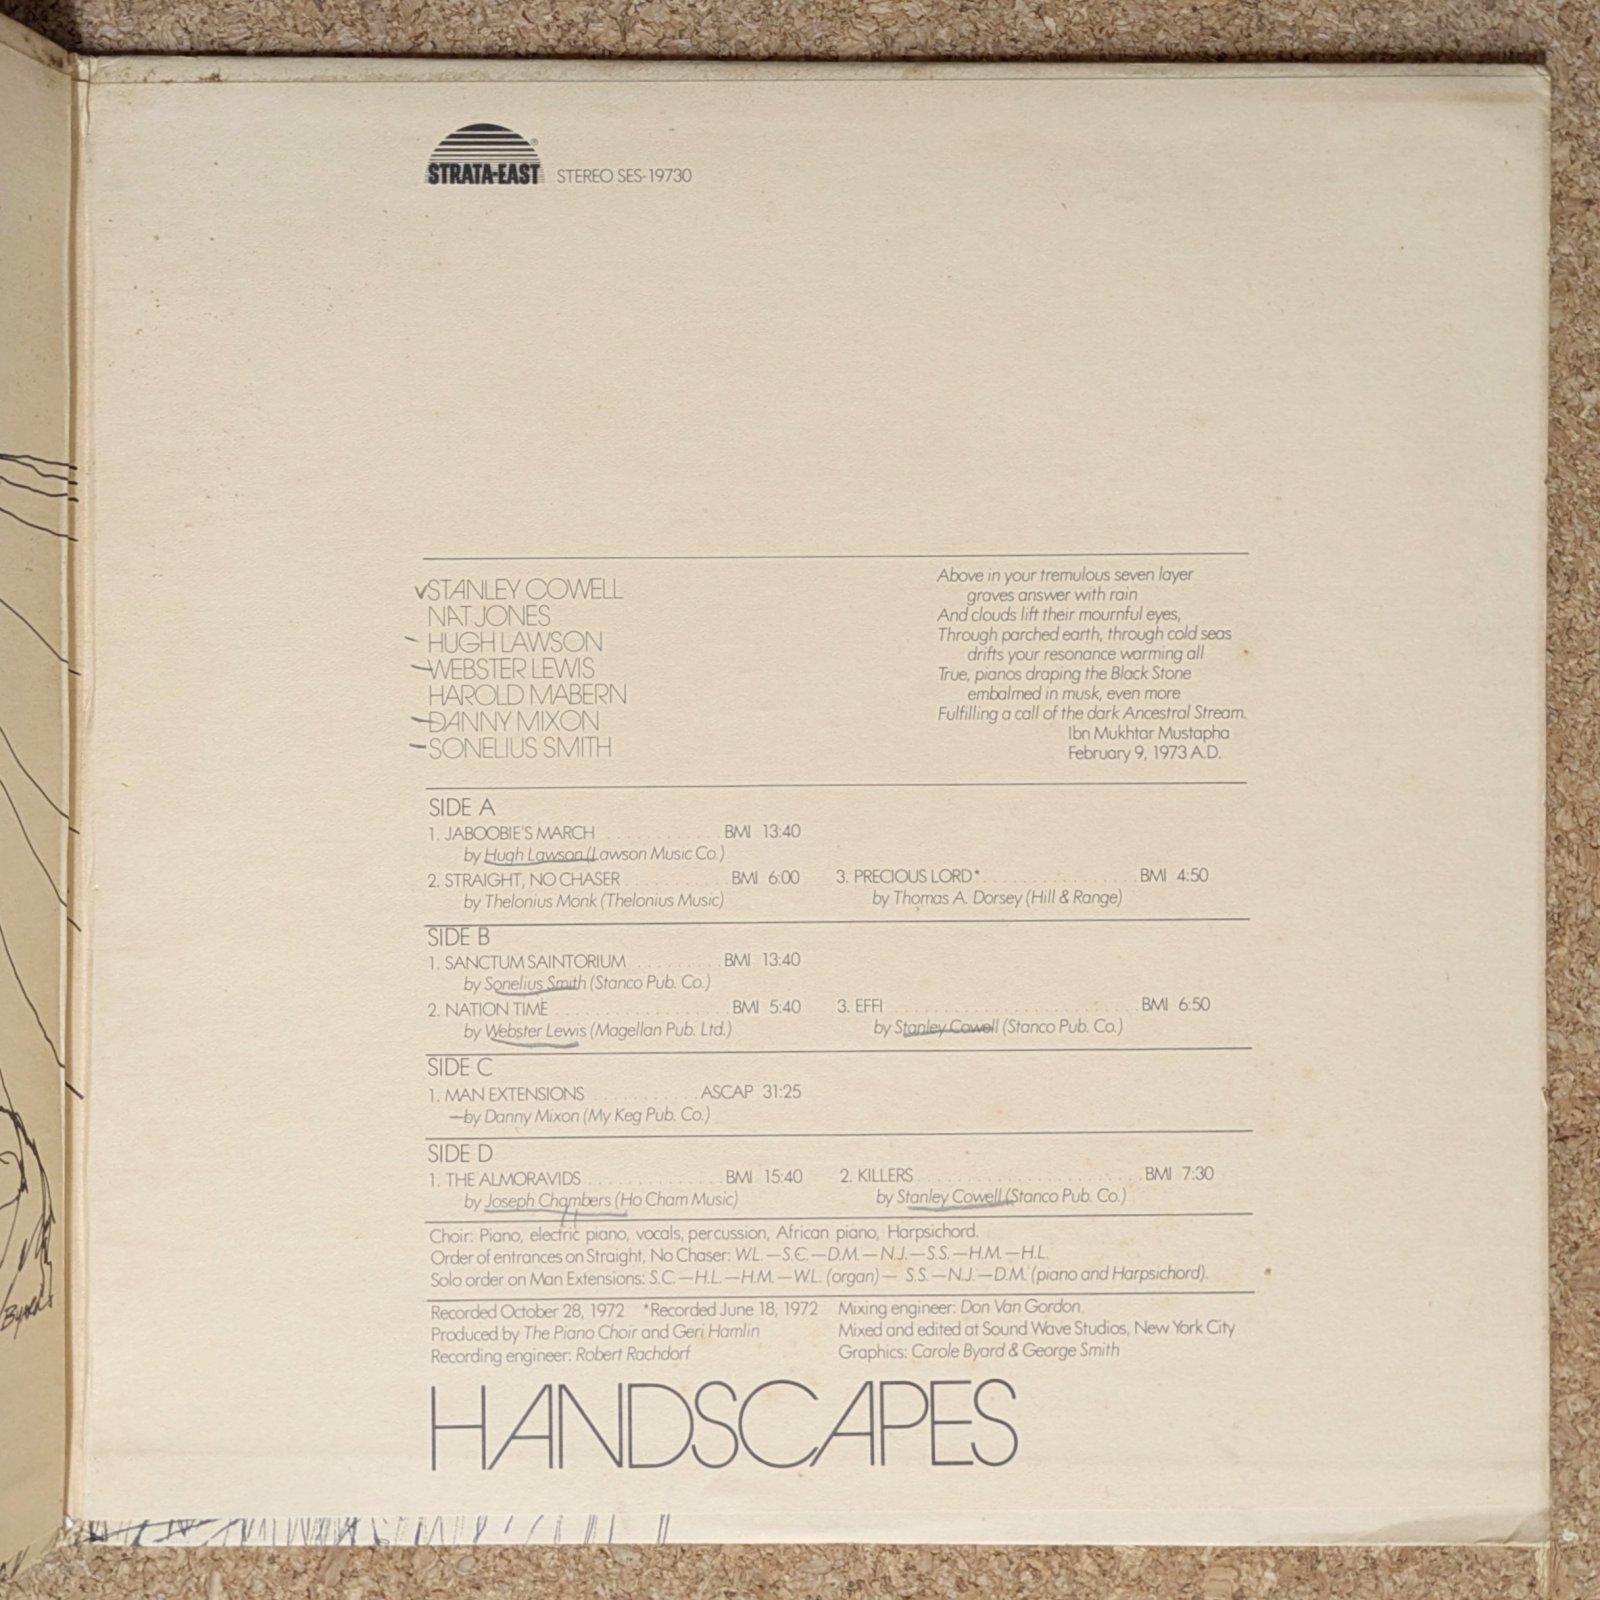 STRATA-EAST® STEREO SES-19730
STANLEY COWELL
NAT JONES
HUGH LAWSON
WEBSTER LEWIS
HAROLD MABERN
DANNY MIXON
SONELIUS SMITH
Above in your tremulous seven layer
graves answer with rain
And clouds lift their mournful eyes,
Through parched earth, through cold seas
drifts your resonance warming all
True, pianos draping the Black Stone
embalmed in musk, even more
Fulfilling a call of the dark Ancestral Stream.
Ibn Mukhtar Mustapha
February 9, 1973 A.D.
SIDE A
1. JABOOBIE'S MARCH . . . . . . . . . . . . BMI 13:40
by Hugh Lawson (Lawson Music Co.)
2. STRAIGHT, NO CHASER . . . . . . . . . . . BMI 6:00
by Thelonius Monk (Thelonius Music)
3. PRECIOUS LORD* . . . . . . . . . . . . . . . . BMI 4:50
by Thomas A. Dorsey (Hill & Range)
SIDE B
1. SANCTUM SAINTORIUM . . . . . . . . . BMI 13:40
by Sonelius Smith (Stanco Pub. Co.)
2. NATION TIME . . . . . . . . . . . . . . . . . . BMI 5:40
by Webster Lewis (Magellan Pub. Ltd.)
3. EFFI . . . . . . . . . . . . . . . . . . . . . . . . . BMI 6:50
by Stanley Cowell (Stanco Pub. Co.)
SIDE C
1. MAN EXTENSIONS . . . . . . . . . . . ASCAP 31:25
by Danny Mixon (My Keg Pub. Co.)
SIDE D
1. THE ALMORAVIDS . . . . . . . . . . . . . . BMI 15:40
by Joseph Chambers (Ho Cham Music)
2. KILLERS . . . . . . . . . . . . . . . . . . . . . . . BMI 7:30
by Stanley Cowell (Stanco Pub. Co.)
Choir: Piano, electric piano, vocals, percussion, African piano, Harpsichord.
Order of entrances on Straight, No Chaser: W.L.—S.C.—D.M.—N.J.—S.S.—H.M.—H.L.
Solo order on Man Extensions: S.C.—H.L.—H.M.—W.L. (organ)— S.S.—N.J.—D.M. (piano and Harpsichord).
Recorded October 28, 1972 *Recorded June 18, 1972
Produced by The Piano Choir and Geri Hamlin
Recording engineer: Robert Rachdorf
Mixing engineer: Don Van Gordon
Mixed and edited at Sound Wave Studios, New York City
Graphics: Carole Byard & George Smith
HANDSCAPES